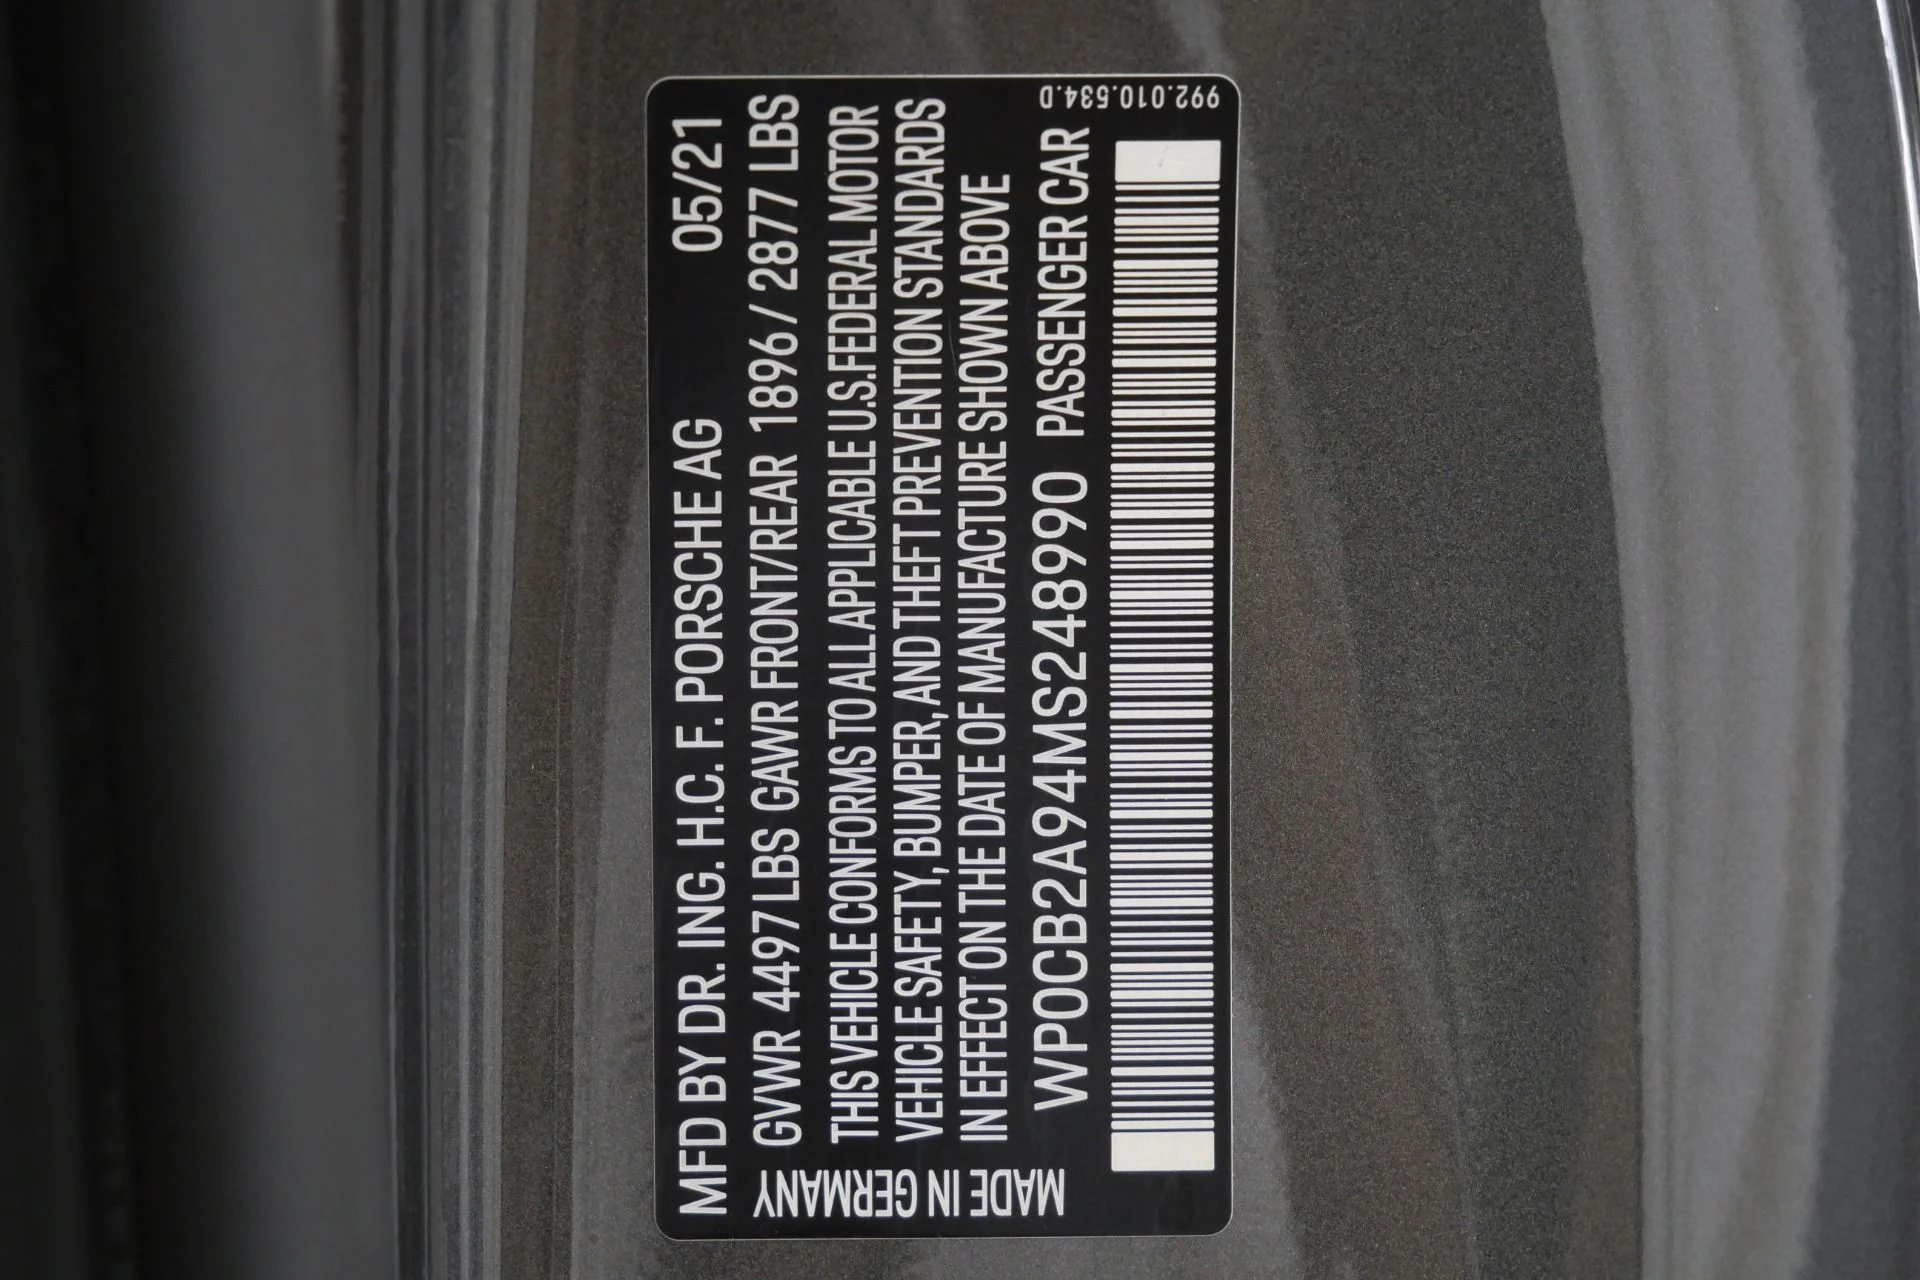 MFD BY DR. ING. H.C. F. PORSCHE AG 05/21
GVWR 4497 LBS GAWR FRONT/REAR 1896 / 2877 LBS
THIS VEHICLE CONFORMS TO ALL APPLICABLE U.S. FEDERAL MOTOR
VEHICLE SAFETY, BUMPER, AND THEFT PREVENTION STANDARDS
IN EFFECT ON THE DATE OF MANUFACTURE SHOWN ABOVE
WP0CB2A94MS248990 PASSENGER CAR
MADE IN GERMANY
992.010.534.D